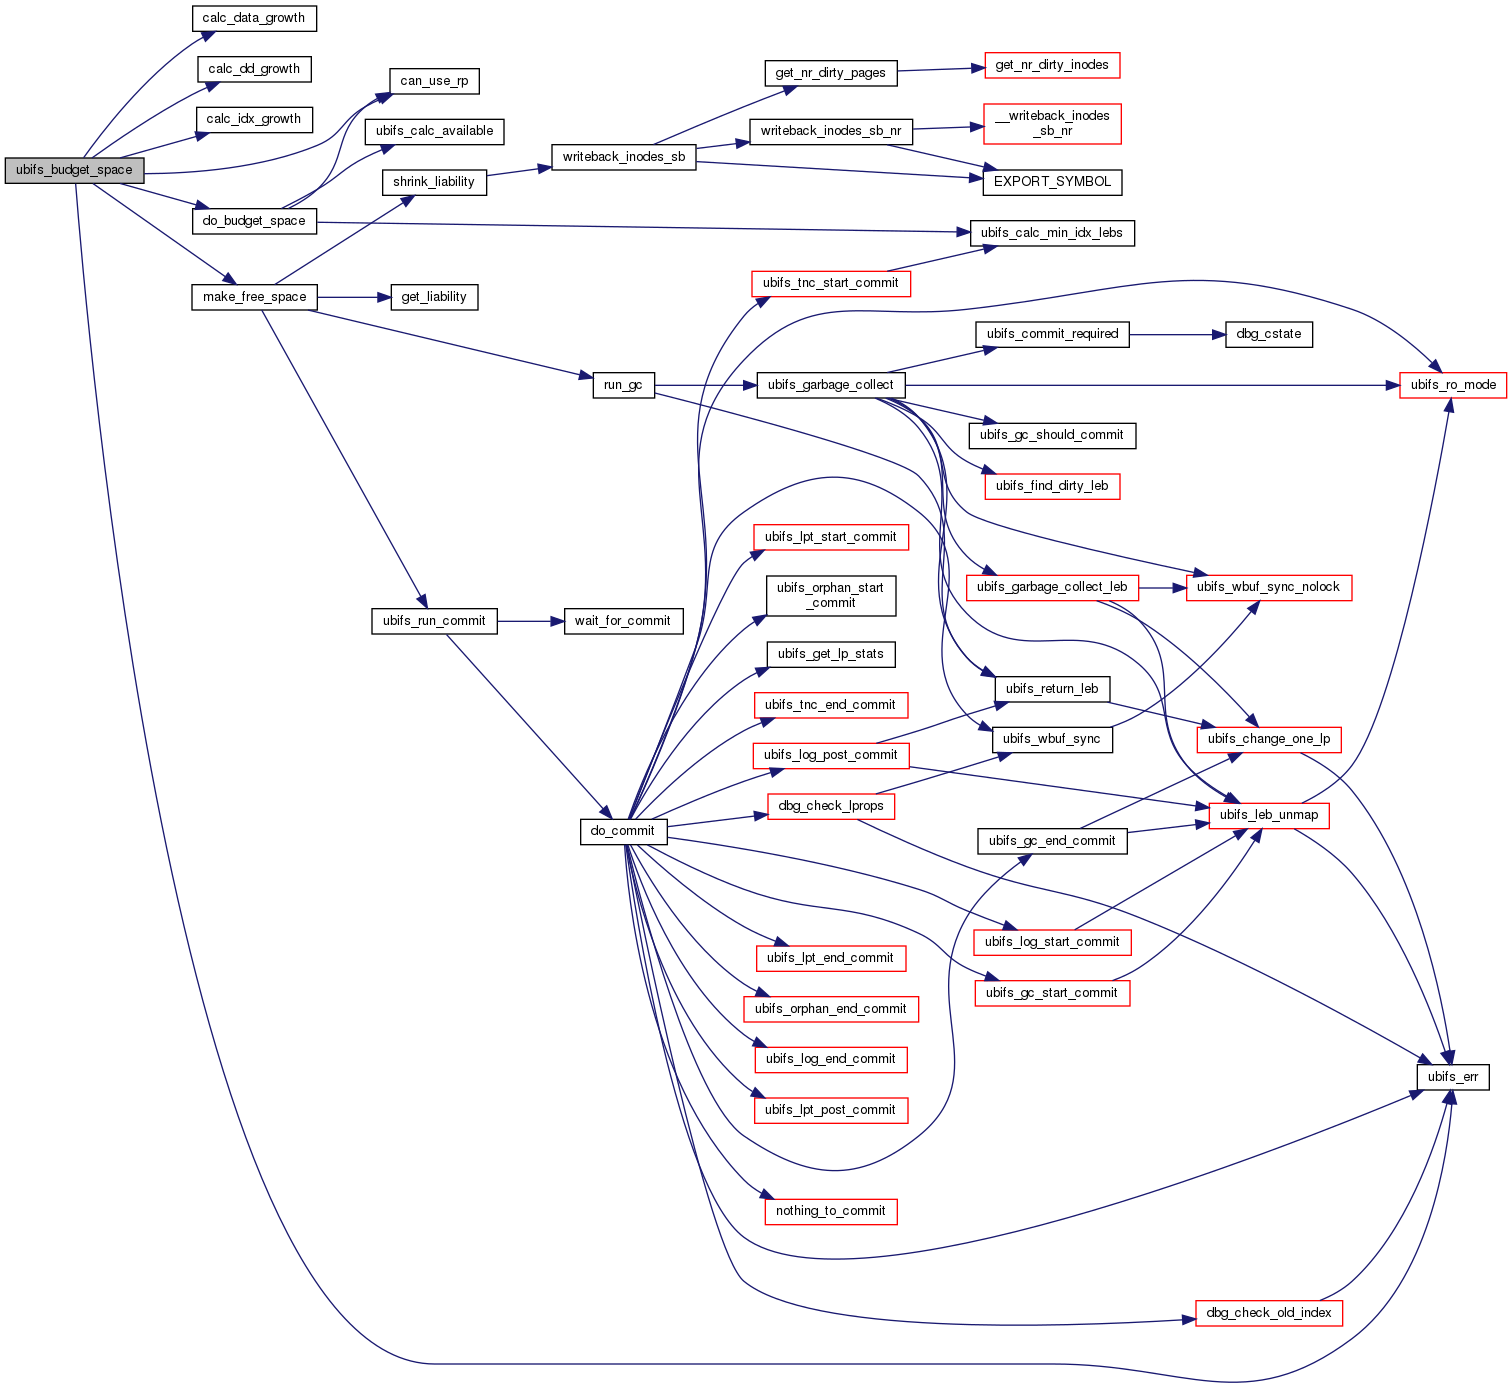 calc_data_growth
calc_dd_growth
calc_idx_growth
ubifs_budget_space
do_budget_space
make_free_space
can_use_rp
ubifs_calc_available
shrink_liability
get_liability
ubifs_run_commit
writeback_inodes_sb
run_gc
wait_for_commit
do_commit
get_nr_dirty_pages
writeback_inodes_sb_nr
ubifs_tnc_start_commit
ubifs_garbage_collect
ubifs_lpt_start_commit
ubifs_orphan_start
_commit
ubifs_get_lp_stats
ubifs_tnc_end_commit
ubifs_log_post_commit
dbg_check_lprops
ubifs_lpt_end_commit
ubifs_orphan_end_commit
ubifs_log_end_commit
ubifs_lpt_post_commit
nothing_to_commit
get_nr_dirty_inodes
__writeback_inodes
_sb_nr
EXPORT_SYMBOL
ubifs_calc_min_idx_lebs
ubifs_commit_required
ubifs_gc_should_commit
ubifs_find_dirty_leb
ubifs_garbage_collect_leb
ubifs_return_leb
ubifs_wbuf_sync
ubifs_gc_end_commit
ubifs_log_start_commit
ubifs_gc_start_commit
dbg_cstate
ubifs_wbuf_sync_nolock
ubifs_change_one_lp
ubifs_leb_unmap
dbg_check_old_index
ubifs_ro_mode
ubifs_err